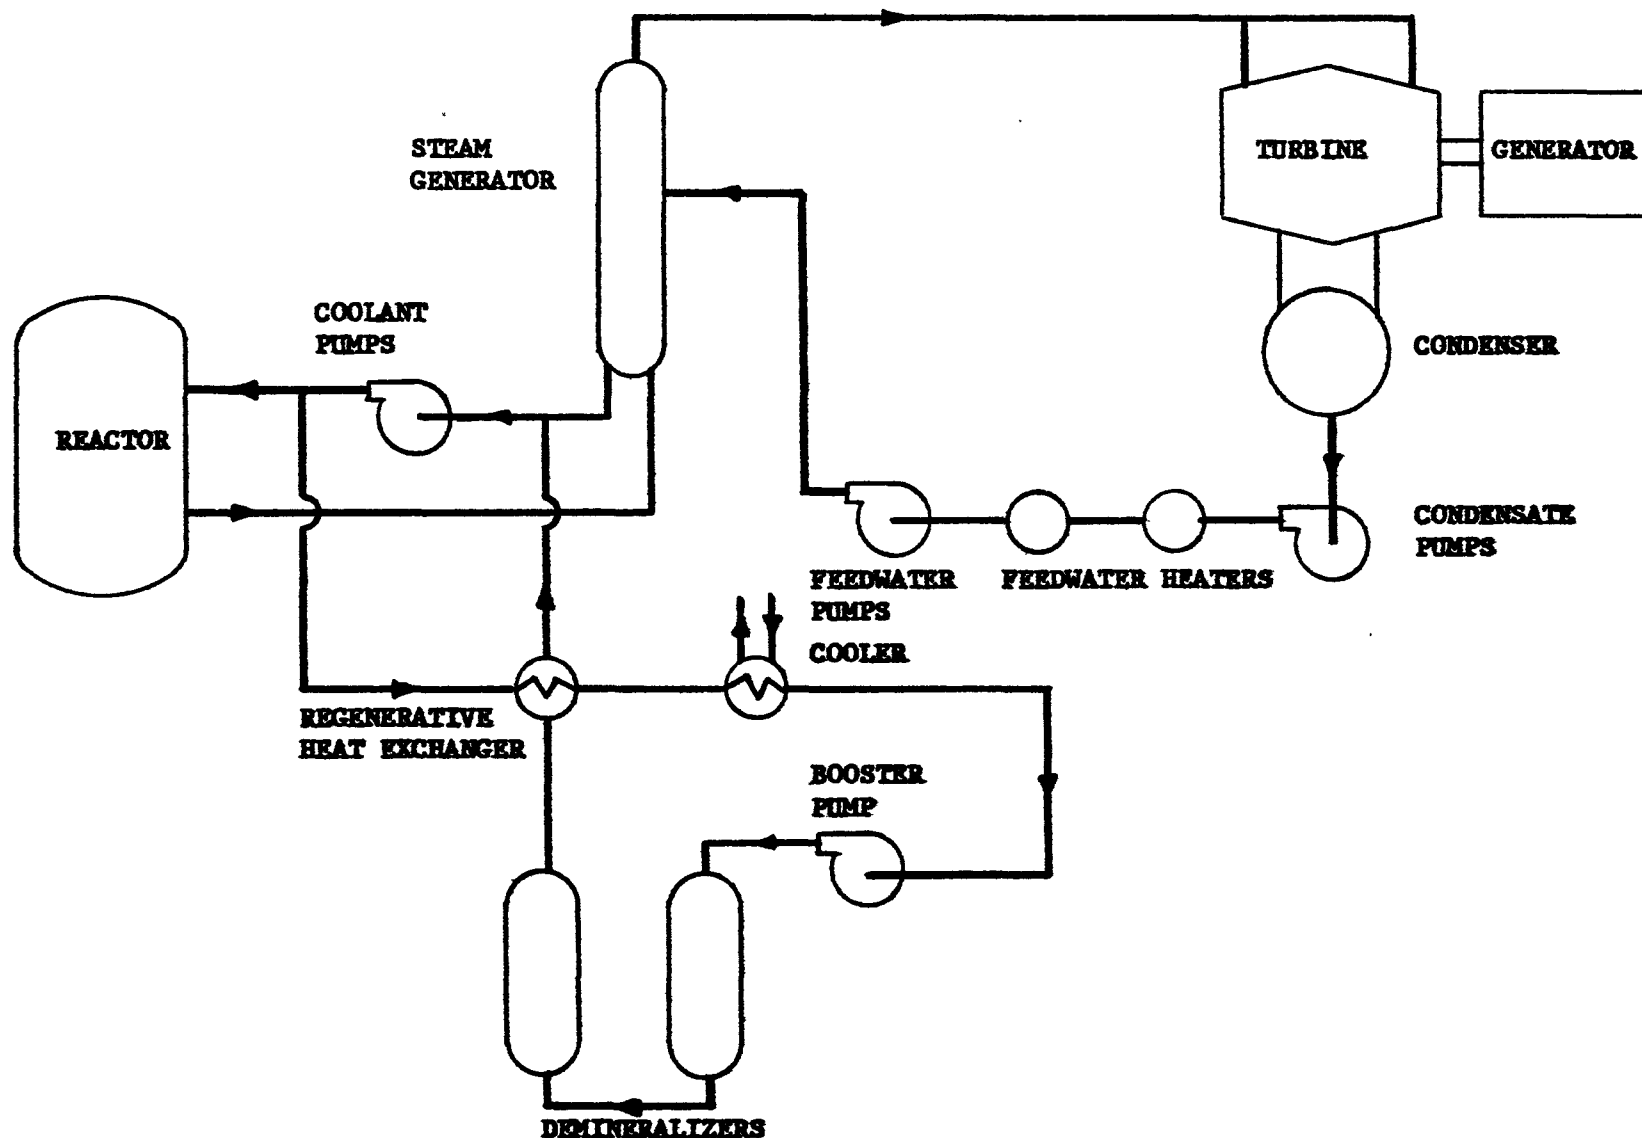 STEAM
GENERATOR
TURBINE
GENERATOR
COOLANT
PUMPS
CONDENSER
REACTOR
CONDENSATE
PUMPS
FEEDWATER
PUMPS
FEEDWATER HEATERS
COOLER
REGENERATIVE
HEAT EXCHANGER
BOOSTER
PUMP
DEMINERALIZERS